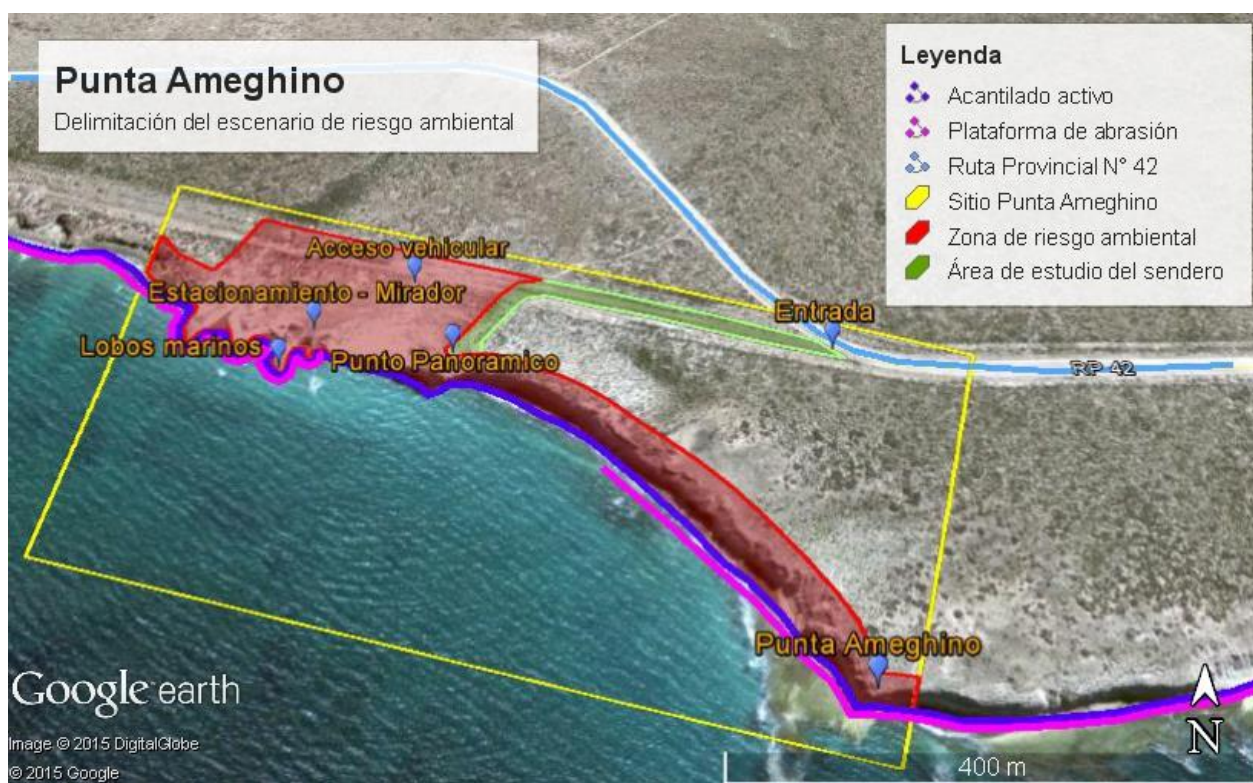 Punta Ameghino
Delimitación del escenario de riesgo ambiental
Leyenda
Acantilado activo
Plataforma de abrasión
Ruta Provincial N° 42
Sitio Punta Ameghino
Zona de riesgo ambiental
Área de estudio del sendero
Acceso vehicular
Estacionamiento - Mirador
Entrada
Lobos marinos
Punto Panoramico
RP 42
Punta Ameghino
Google earth
Image © 2015 DigitalGlobe
© 2015 Google
400 m
N